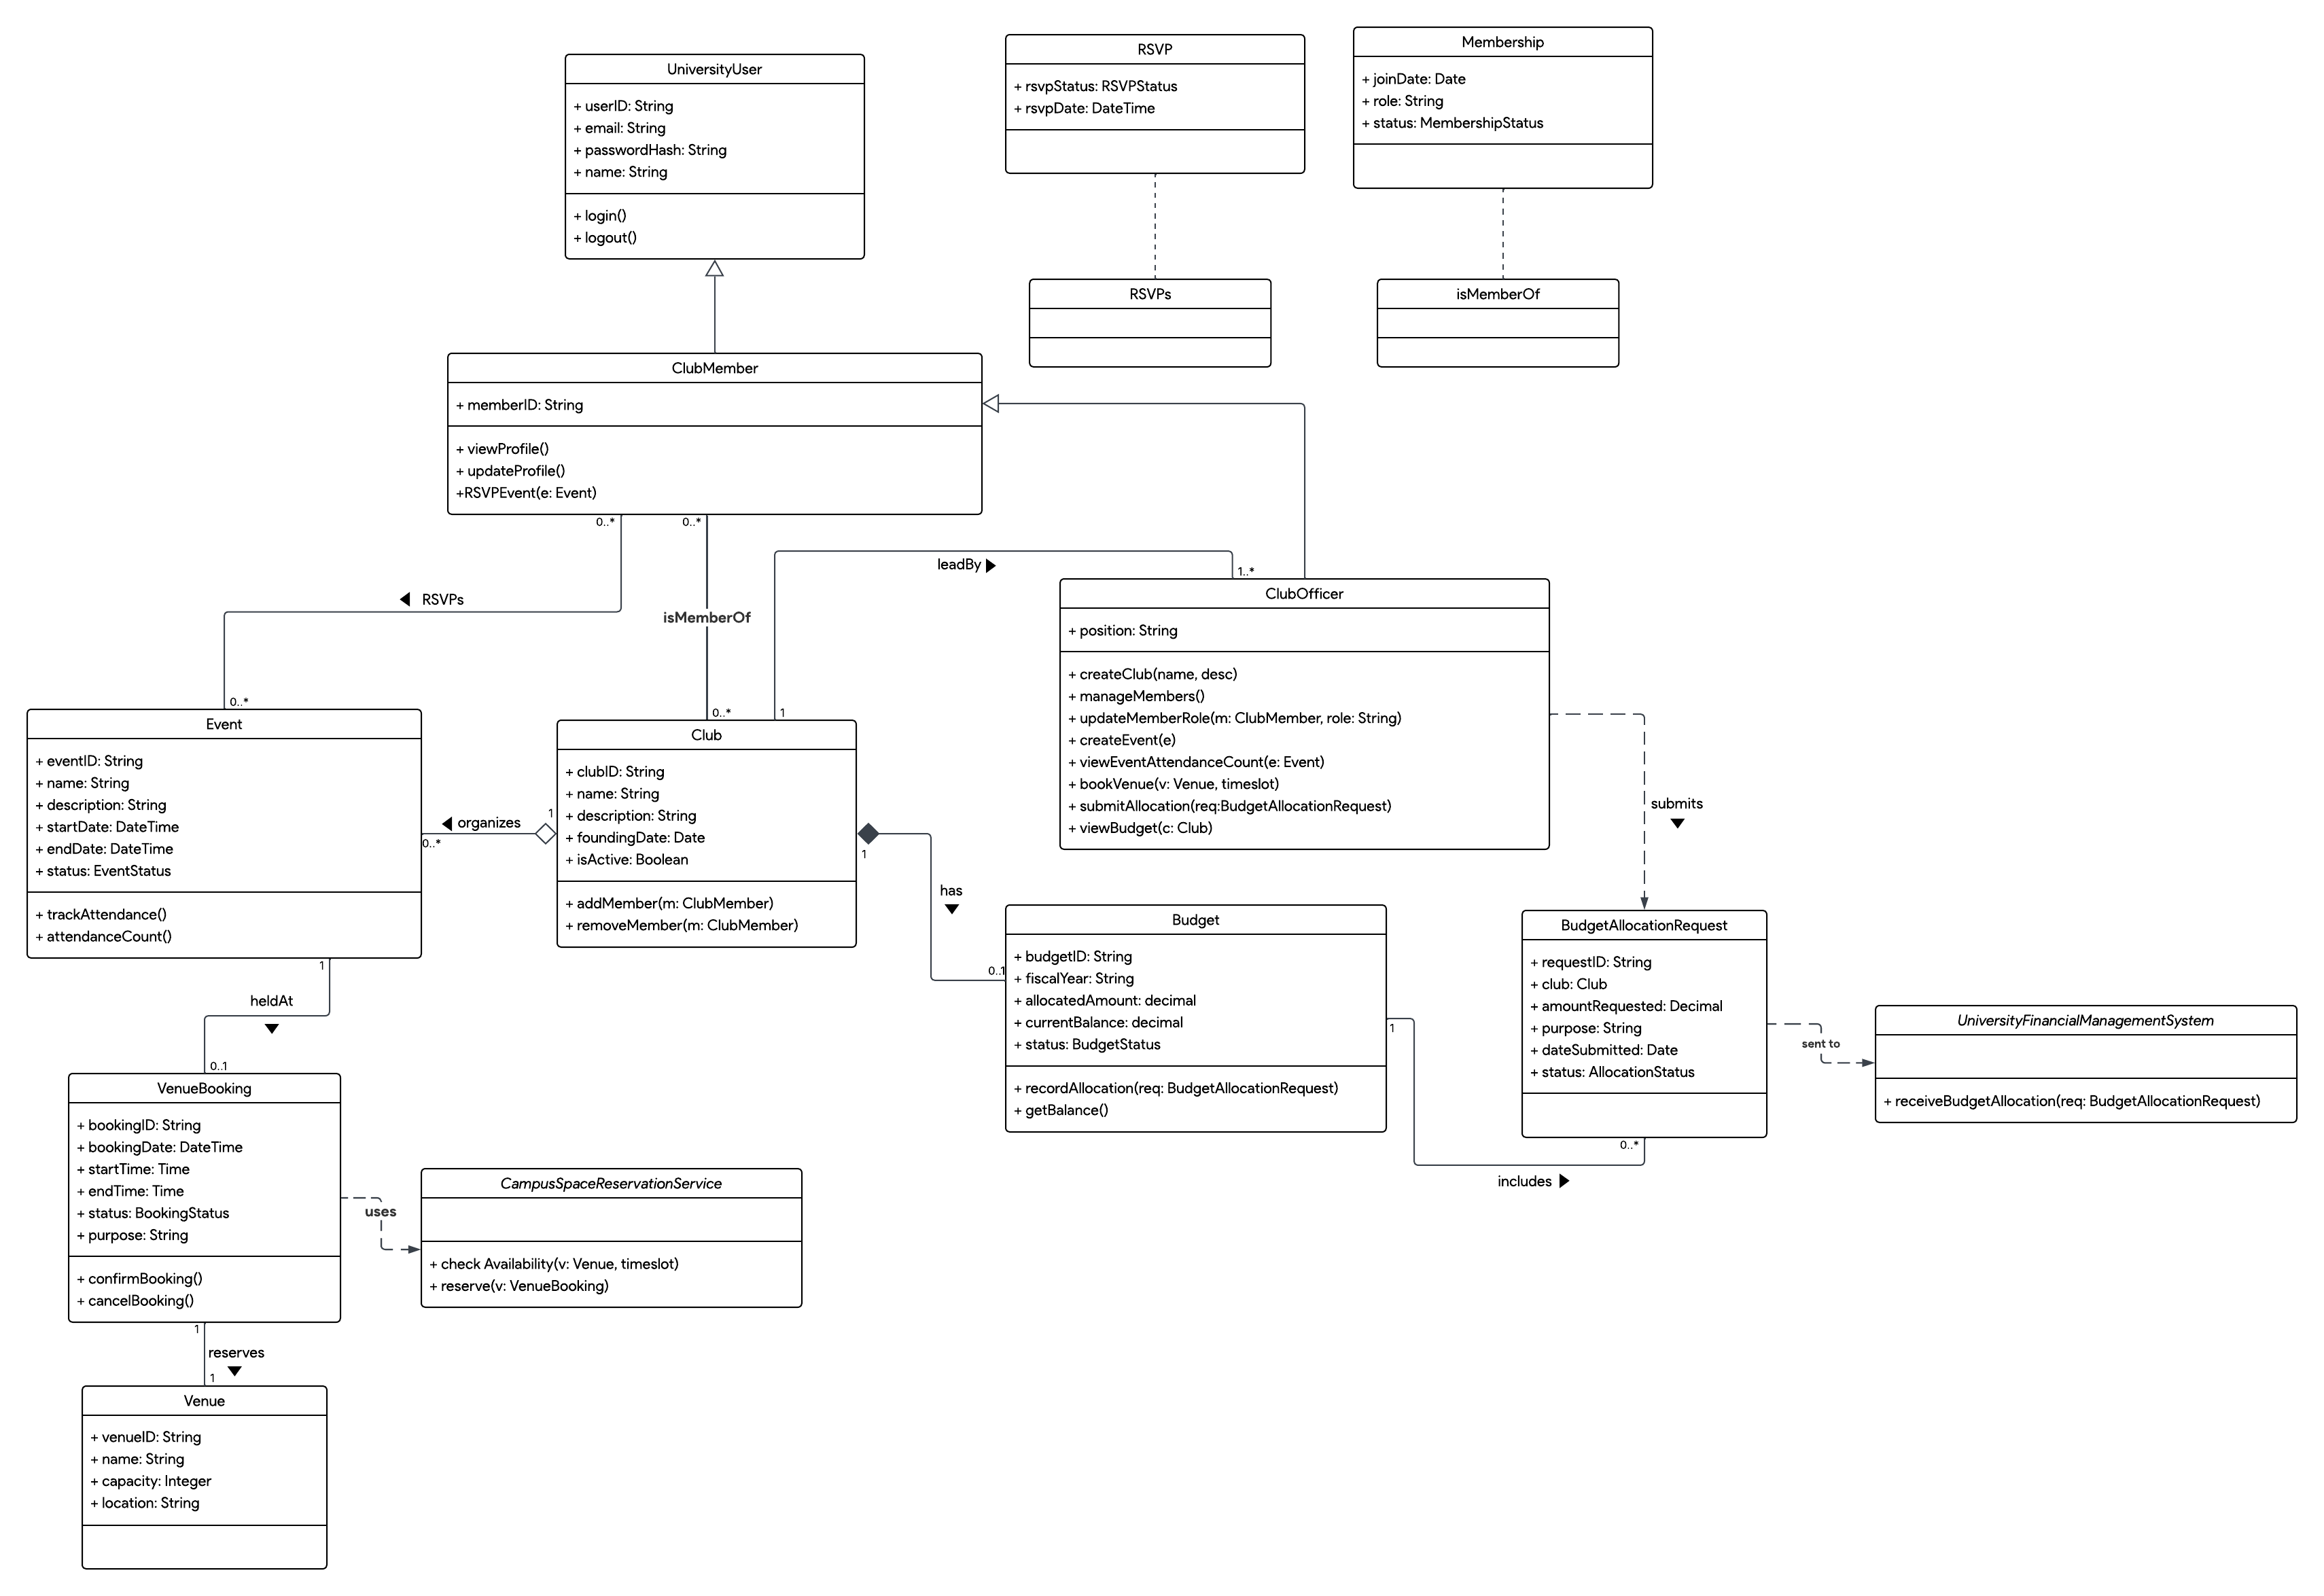 UniversityUser
+ userID: String
+ email: String
+ passwordHash: String
+ name: String
+ login()
+ logout()
RSVP
+ rsvpStatus: RSVPStatus
+ rsvpDate: DateTime
Membership
+ joinDate: Date
+ role: String
+ status: MembershipStatus
RSVPs
isMemberOf
ClubMember
+ memberID: String
+ viewProfile()
+ updateProfile()
+RSVPEvent(e: Event)
0..*
0..*
RSVPs
isMemberOf
leadBy
1..*
0..*
0..*
1
ClubOfficer
+ position: String
+ createClub(name, desc)
+ manageMembers()
+ updateMemberRole(m: ClubMember, role: String)
+ createEvent(e)
+ viewEventAttendanceCount(e: Event)
+ bookVenue(v: Venue, timeslot)
+ submitAllocation(req:BudgetAllocationRequest)
+ viewBudget(c: Club)
Event
+ eventID: String
+ name: String
+ description: String
+ startDate: DateTime
+ endDate: DateTime
+ status: EventStatus
+ trackAttendance()
+ attendanceCount()
organizes
1
0..*
Club
+ clubID: String
+ name: String
+ description: String
+ foundingDate: Date
+ isActive: Boolean
+ addMember(m: ClubMember)
+ removeMember(m: ClubMember)
1
has
0..1
submits
Budget
+ budgetID: String
+ fiscalYear: String
+ allocatedAmount: decimal
+ currentBalance: decimal
+ status: BudgetStatus
+ recordAllocation(req: BudgetAllocationRequest)
+ getBalance()
1
BudgetAllocationRequest
+ requestID: String
+ club: Club
+ amountRequested: Decimal
+ purpose: String
+ dateSubmitted: Date
+ status: AllocationStatus
0..*
includes
sent to
UniversityFinancialManagementSystem
+ receiveBudgetAllocation(req: BudgetAllocationRequest)
1
heldAt
0..1
VenueBooking
+ bookingID: String
+ bookingDate: DateTime
+ startTime: Time
+ endTime: Time
+ status: BookingStatus
+ purpose: String
+ confirmBooking()
+ cancelBooking()
uses
CampusSpaceReservationService
+ check Availability(v: Venue, timeslot)
+ reserve(v: VenueBooking)
1
reserves
1
Venue
+ venueID: String
+ name: String
+ capacity: Integer
+ location: String